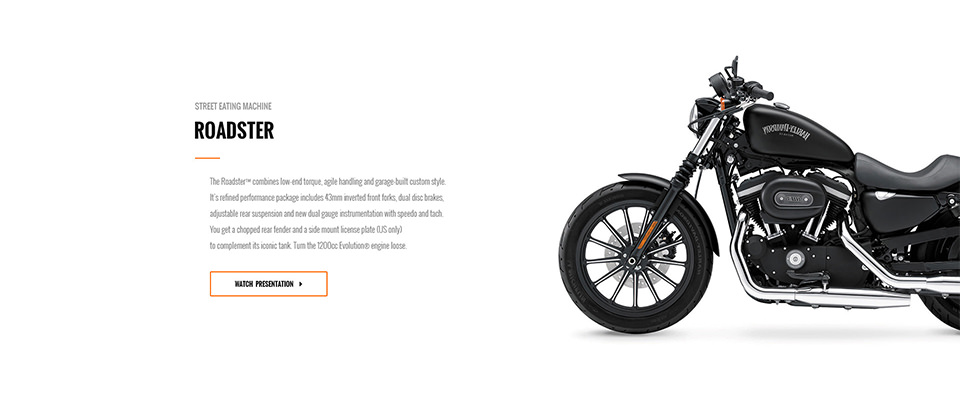 STREET EATING MACHINE
ROADSTER
The Roadster™ combines low-end torque, agile handling and garage-built custom style.
It's refined performance package includes 43mm inverted front forks, dual disc brakes,
adjustable rear suspension and new dual gauge instrumentation with speedo and tach.
You get a chopped rear fender and a side mount license plate (US only)
to complement its iconic tank. Turn the 1200cc Evolution® engine loose.
WATCH PRESENTATION
HARLEY-DAVIDSON